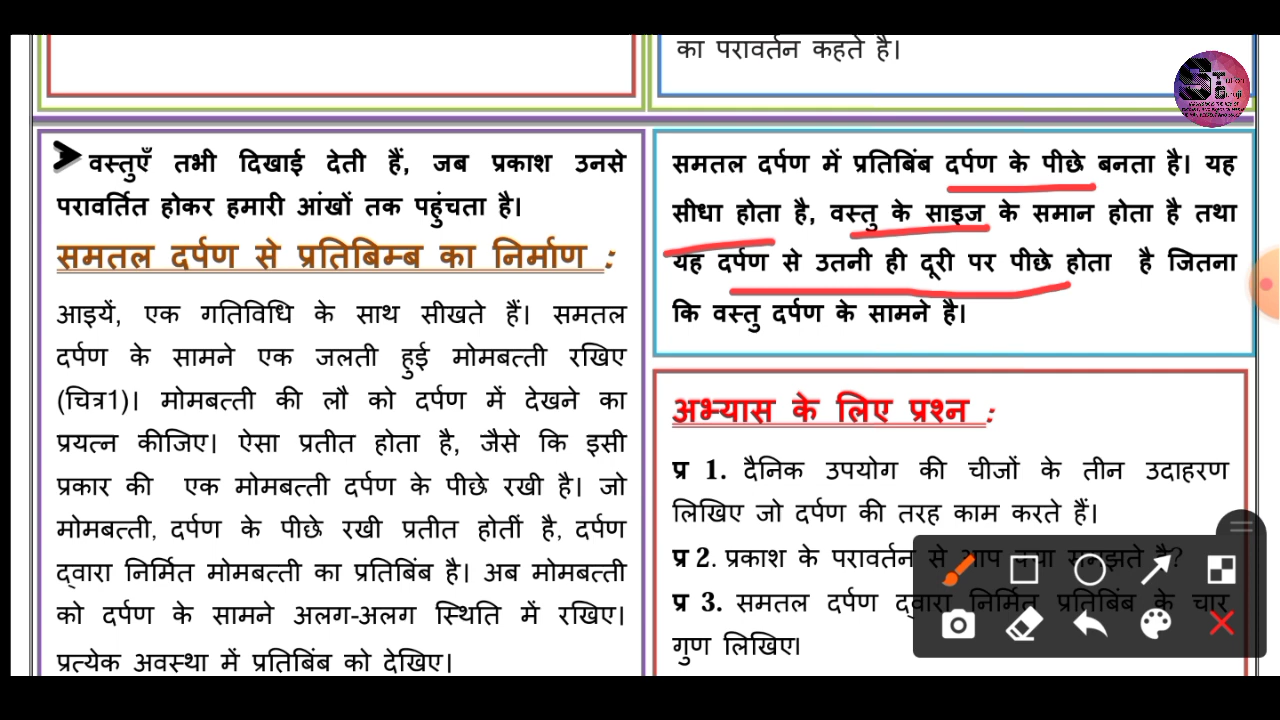 का परावर्तन कहते है।
वस्तुएँ तभी दिखाई देती हैं, जब प्रकाश उनसे
परावर्तित होकर हमारी आंखों तक पहुंचता है।
समतल दर्पण से प्रतिबिम्ब का निर्माण :
आइयें, एक गतिविधि के साथ सीखते हैं। समतल
दर्पण के सामने एक जलती हुई मोमबत्ती रखिए
(चित्र1)। मोमबत्ती की लौ को दर्पण में देखने का
प्रयत्न कीजिए। ऐसा प्रतीत होता है, जैसे कि इसी
प्रकार की एक मोमबत्ती दर्पण के पीछे रखी है। जो
मोमबत्ती, दर्पण के पीछे रखी प्रतीत होतीं है, दर्पण
द्वारा निर्मित मोमबत्ती का प्रतिबिंब है। अब मोमबत्ती
को दर्पण के सामने अलग-अलग स्थिति में रखिए।
प्रत्येक अवस्था में प्रतिबिंब को देखिए।
समतल दर्पण में प्रतिबिंब दर्पण के पीछे बनता है। यह
सीधा होता है, वस्तु के साइज के समान होता है तथा
यह दर्पण से उतनी ही दूरी पर पीछे होता है जितना
कि वस्तु दर्पण के सामने है।
अभ्यास के लिए प्रश्न :
प्र 1. दैनिक उपयोग की चीजों के तीन उदाहरण
लिखिए जो दर्पण की तरह काम करते हैं।
प्र 2. प्रकाश के परावर्तन से आप क्या समझते है?
प्र 3. समतल दर्पण द्वारा निर्मित प्रतिबिंब के चार
गुण लिखिए।